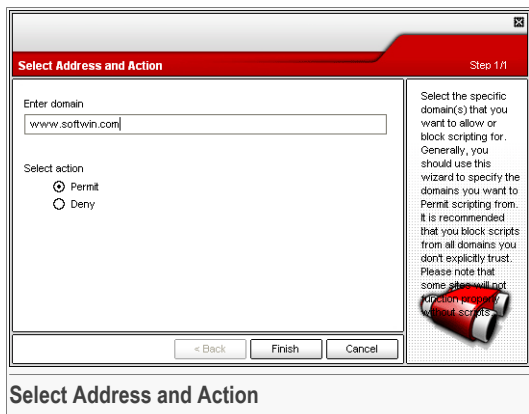 Select Address and Action
Step 1/1
Enter domain
www.softwin.com
Select action
Permit
Deny
Select the specific
domain(s) that you
want to allow or
block scripting for.
Generally, you
should use this
wizard to specify the
domains you want to
Permit scripting from.
It is recommended
that you block scripts
from all domains you
don't explicitly trust.
Please note that
some sites will not
function properly
without scripts.
< Back
Finish
Cancel
Select Address and Action